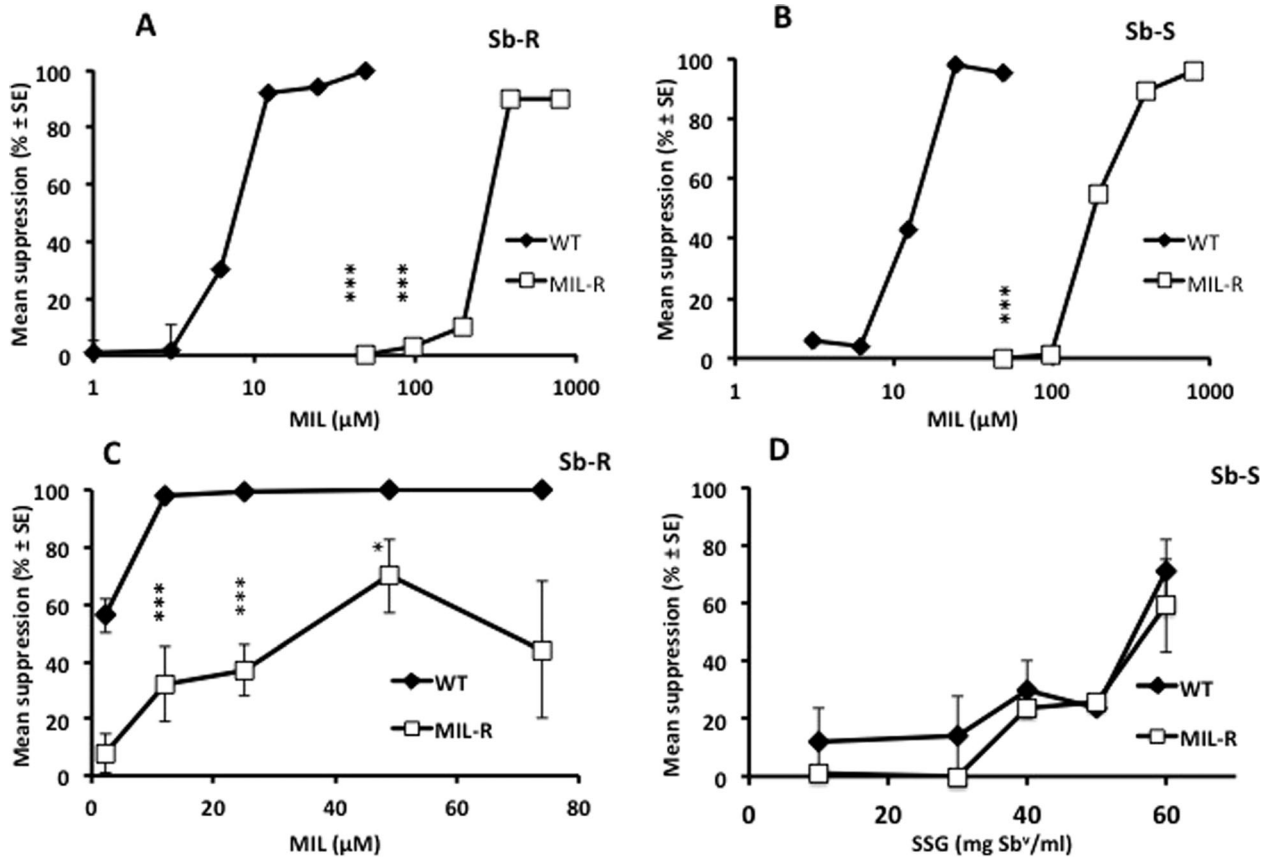 A
Sb-R
Mean suppression (% ± SE)
100
80
60
40
20
0
***
***
WT
MIL-R
1
10
100
1000
MIL (µM)
B
Sb-S
Mean suppression (% ± SE)
100
80
60
40
20
0
***
WT
MIL-R
1
10
100
1000
MIL (µM)
C
Sb-R
Mean suppression (% ± SE)
100
80
60
40
20
0
***
***
*
WT
MIL-R
0
20
40
60
80
MIL (µM)
D
Sb-S
Mean suppression (% ± SE)
100
80
60
40
20
0
WT
MIL-R
0
20
40
60
SSG (mg Sbᵛ/ml)